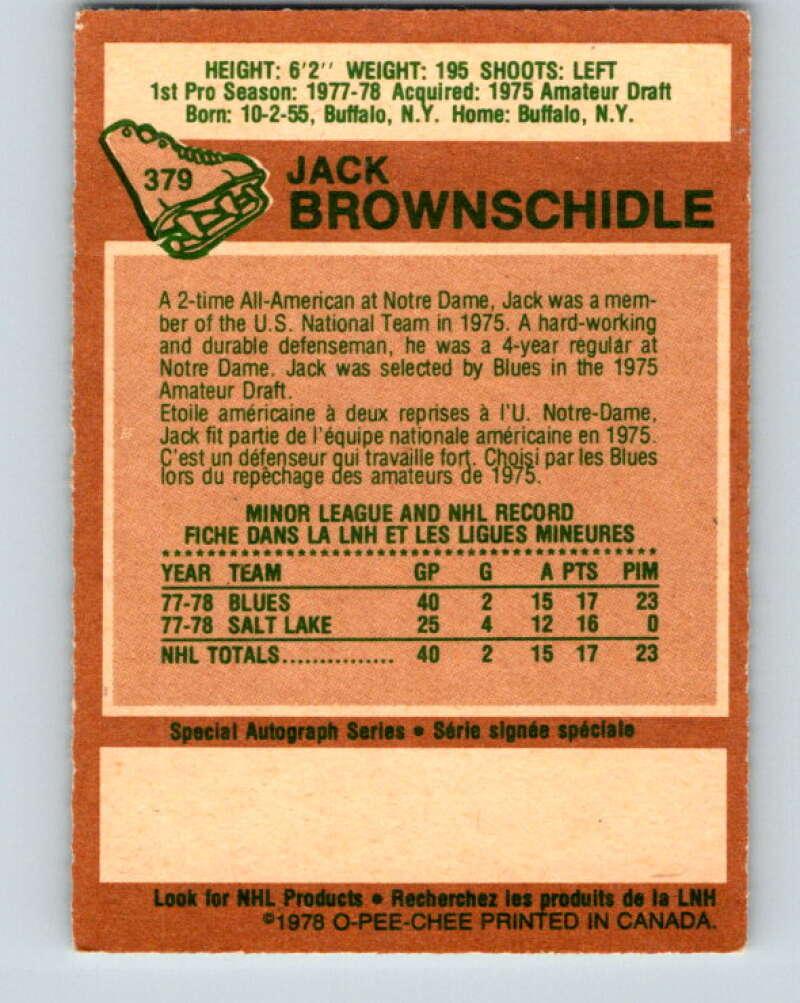 HEIGHT: 6'2'' WEIGHT: 195 SHOOTS: LEFT
1st Pro Season: 1977-78 Acquired: 1975 Amateur Draft
Born: 10-2-55, Buffalo, N.Y. Home: Buffalo, N.Y.
379
JACK
BROWNSCHIDLE
A 2-time All-American at Notre Dame, Jack was a mem-
ber of the U.S. National Team in 1975. A hard-working
and durable defenseman, he was a 4-year regular at
Notre Dame. Jack was selected by Blues in the 1975
Amateur Draft.
Etoile américaine à deux reprises à l'U. Notre-Dame,
Jack fit partie de l'équipe nationale américaine en 1975.
C'est un défenseur qui travaille fort. Choisi par les Blues
lors du repêchage des amateurs de 1975.
MINOR LEAGUE AND NHL RECORD
FICHE DANS LA LNH ET LES LIGUES MINEURES
YEAR TEAM GP G A PTS PIM
77-78 BLUES 40 2 15 17 23
77-78 SALT LAKE 25 4 12 16 0
NHL TOTALS............... 40 2 15 17 23
Special Autograph Series • Série signée spéciale
Look for NHL Products • Recherchez les produits de la LNH
©1978 O-PEE-CHEE PRINTED IN CANADA.